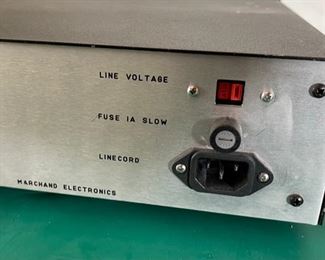 LINE VOLTAGE
FUSE 1A SLOW
LINECORD
MARCHAND ELECTRONICS